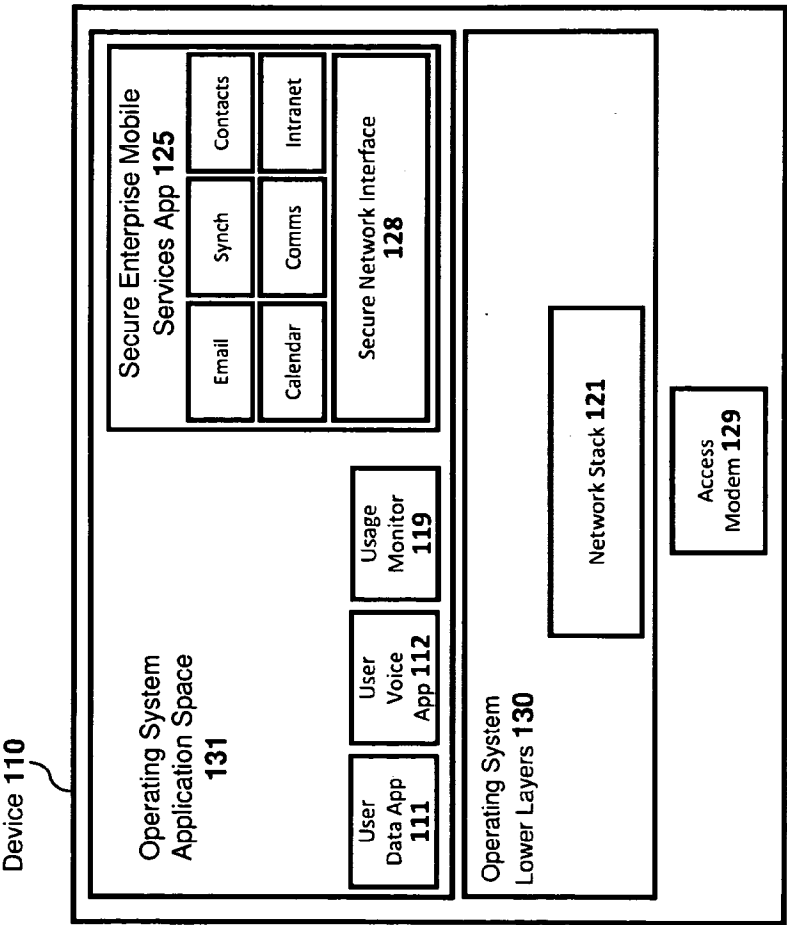 Device 110
Operating System
Application Space
131
Secure Enterprise Mobile
Services App 125
Email
Synch
Contacts
Calendar
Comms
Intranet
Secure Network Interface
128
User
Data App
111
User
Voice
App 112
Usage
Monitor
119
Operating System
Lower Layers 130
Network Stack 121
Access
Modem 129